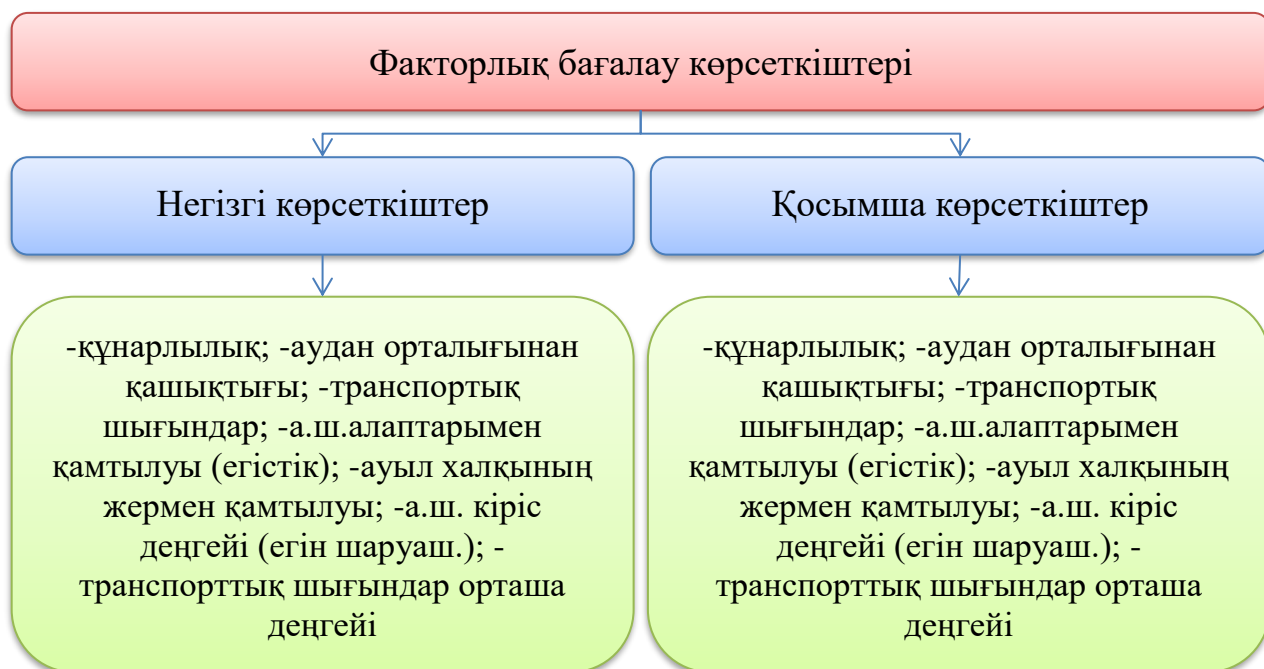 Факторлық бағалау көрсеткіштері
Негізгі көрсеткіштер
Қосымша көрсеткіштер
-құнарлылық; -аудан орталығынан
қашықтығы; -транспортық
шығындар; -а.ш.алаптарымен
қамтылуы (егістік); -ауыл халқының
жермен қамтылуы; -а.ш. кіріс
деңгейі (егін шаруаш.); -
транспорттық шығындар орташа
деңгейі
-құнарлылық; -аудан орталығынан
қашықтығы; -транспортық
шығындар; -а.ш.алаптарымен
қамтылуы (егістік); -ауыл халқының
жермен қамтылуы; -а.ш. кіріс
деңгейі (егін шаруаш.); -
транспорттық шығындар орташа
деңгейі